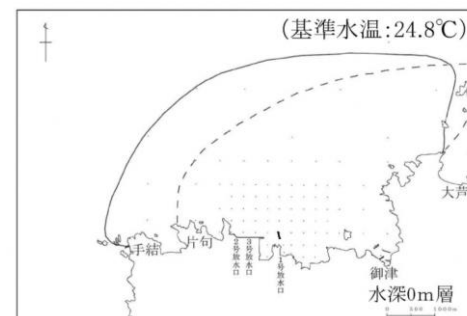 (基準水温:24.8℃)
大芦
手結
片句
2号放水口
3号放水口
1号放水口
御津
水深0m層